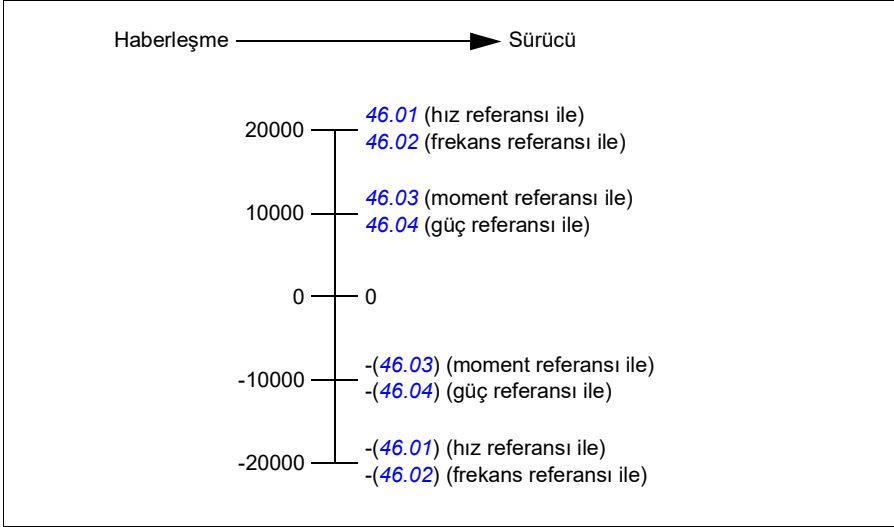 Haberleşme Sürücü
20000 46.01 (hız referansı ile)
46.02 (frekans referansı ile)
10000 46.03 (moment referansı ile)
46.04 (güç referansı ile)
0 0
-10000 -(46.03) (moment referansı ile)
-(46.04) (güç referansı ile)
-20000 -(46.01) (hız referansı ile)
-(46.02) (frekans referansı ile)